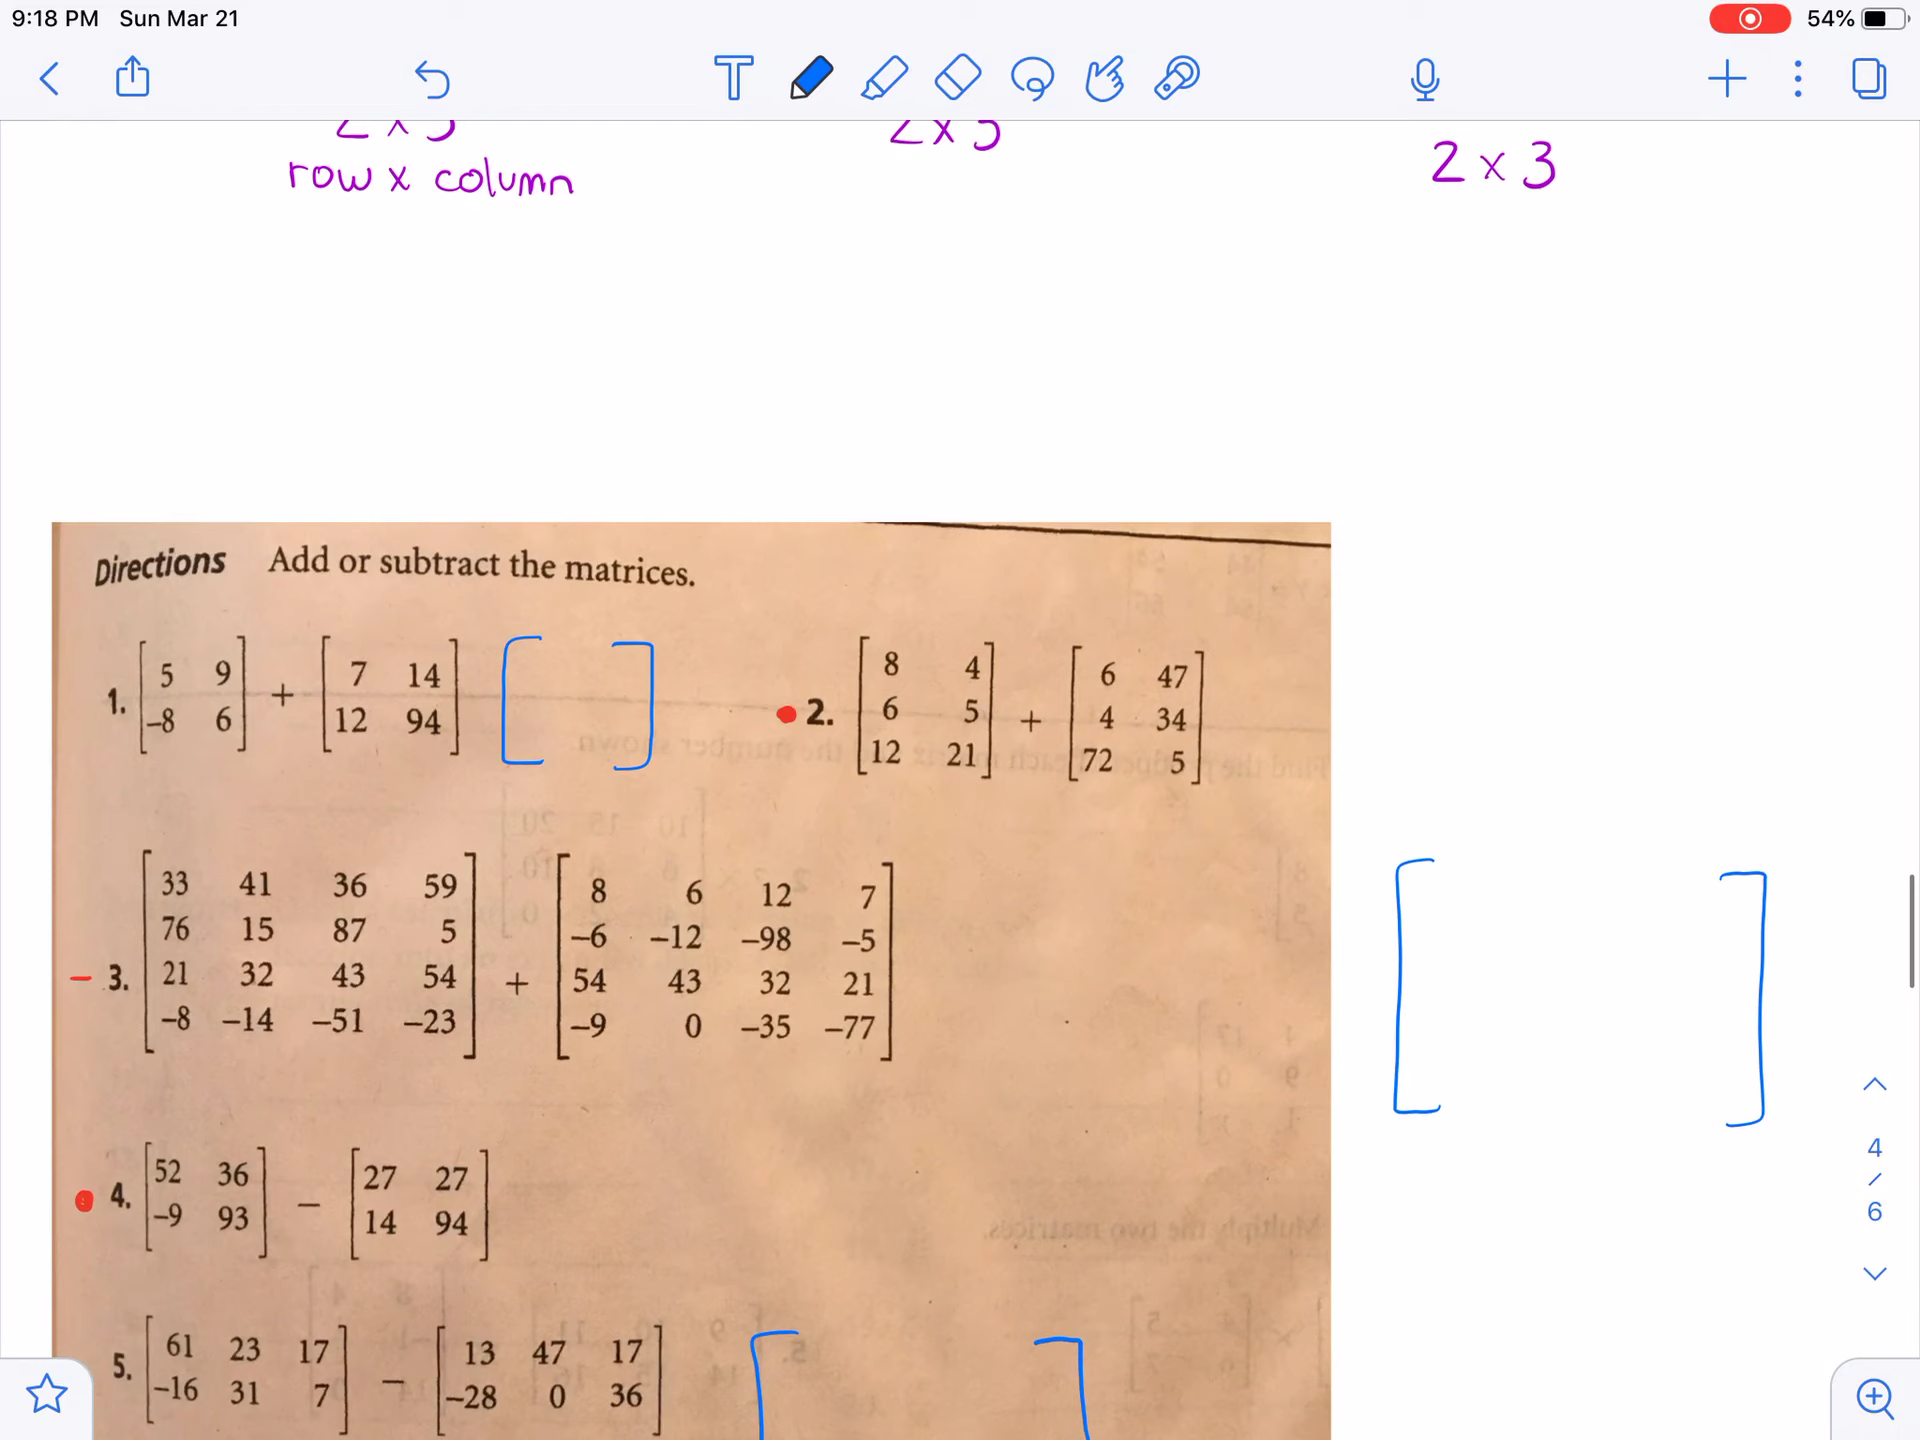 9:18 PM Sun Mar 21
54%
2 x 3
row x column
2 x 3
2 x 3
Directions Add or subtract the matrices.
1. [5 9] + [7 14]
[-8 6] [12 94]
2. [8 4] + [6 47]
[6 5] [4 34]
[12 21] [72 5]
– 3. [33 41 36 59] + [8 6 12 7]
[76 15 87 5] [–6 –12 –98 –5]
[21 32 43 54] [54 43 32 21]
[–8 –14 –51 –23] [–9 0 –35 –77]
4. [52 36] – [27 27]
[–9 93] [14 94]
5. [61 23 17] – [13 47 17]
[–16 31 7] [–28 0 36]
4
/
6